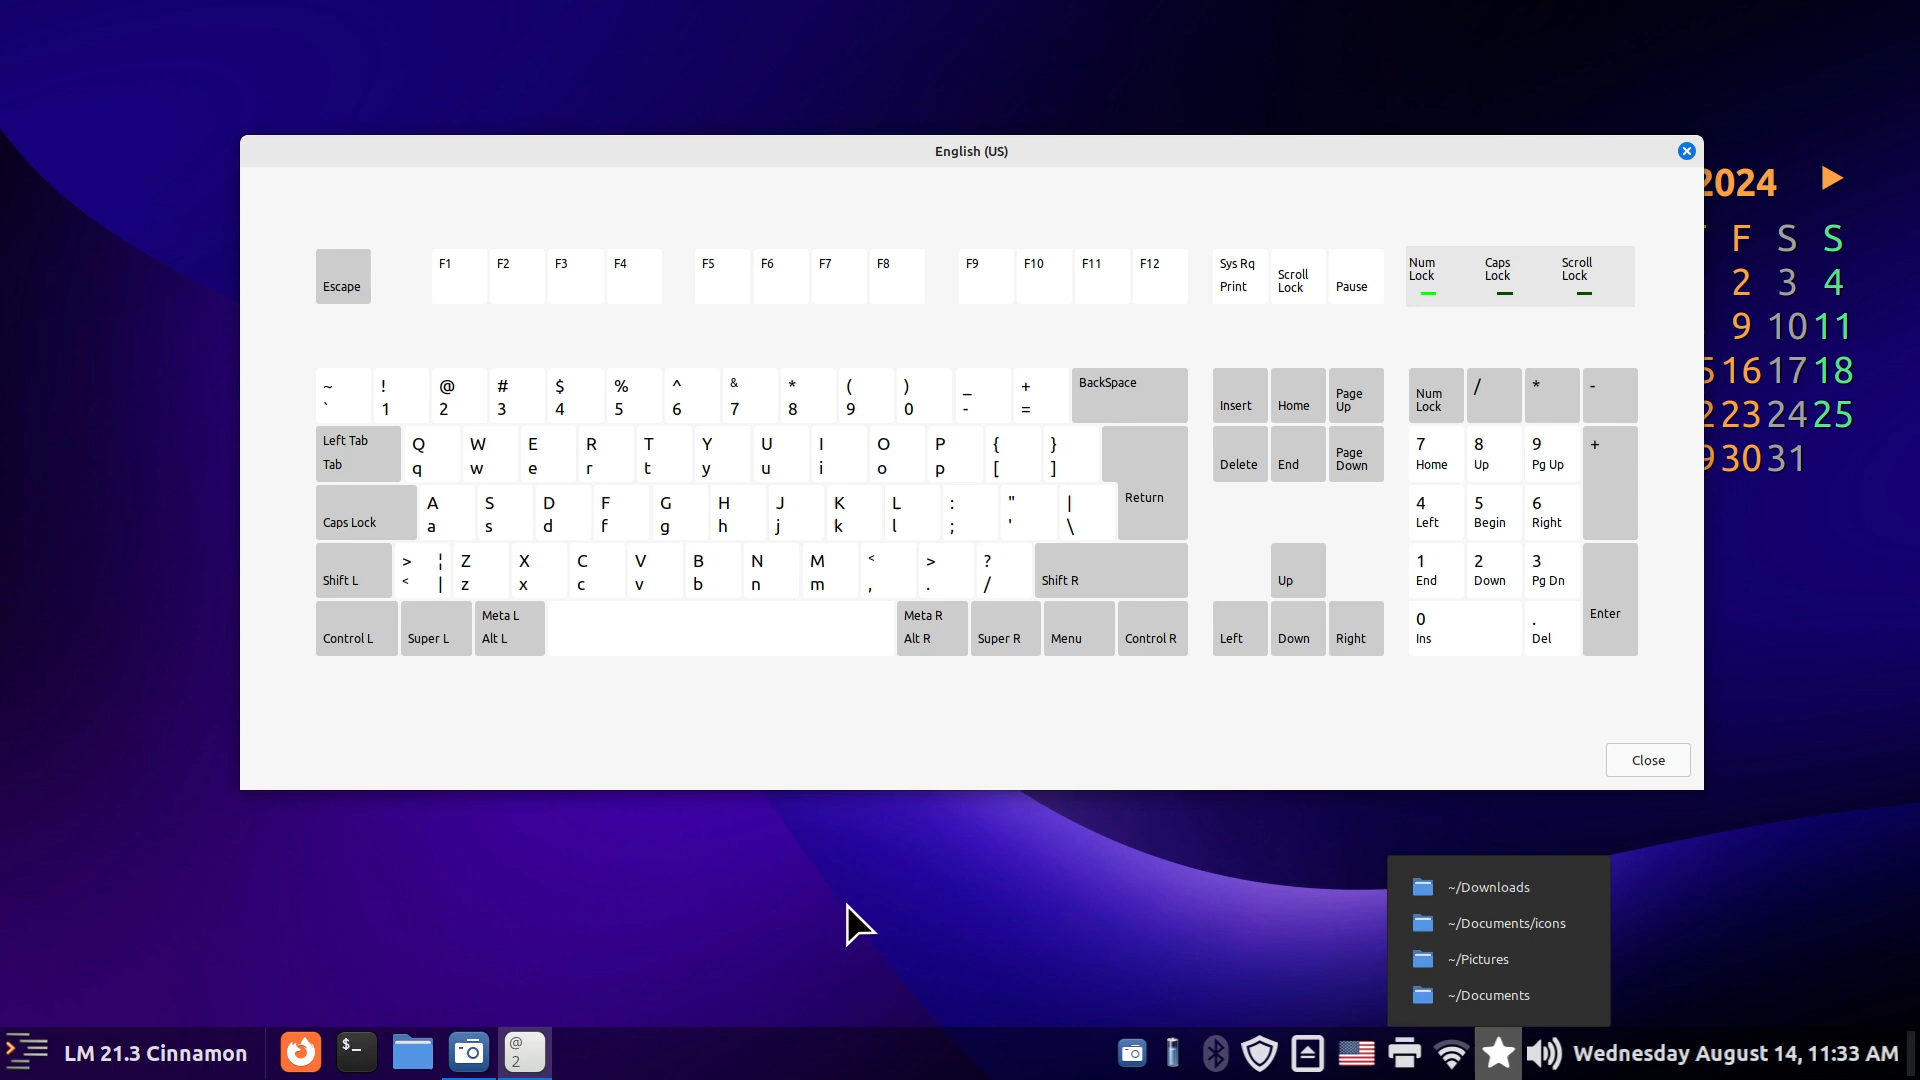 English (US)
Escape F1 F2 F3 F4 F5 F6 F7 F8 F9 F10 F11 F12 Sys Rq Print Scroll Lock Pause Num Lock Caps Lock Scroll Lock
~ ! @ # $ % ^ & * ( ) _ + BackSpace
` 1 2 3 4 5 6 7 8 9 0 - =
Insert Home Page Up Num Lock / * -
Left Tab Q W E R T Y U I O P { }
Tab q w e r t y u i o p [ ]
Delete End Page Down 7 Home 8 Up 9 Pg Up +
Caps Lock A S D F G H J K L : " | Return
a s d f g h j k l ; ' \
4 Left 5 Begin 6 Right
Shift L > ¦ Z X C V B N M < > ? Shift R
< | z x c v b n m , . /
Up 1 End 2 Down 3 Pg Dn Enter
Control L Super L Meta L Alt L Meta R Alt R Super R Menu Control R Left Down Right 0 Ins . Del
Close
2024
F S S
2 3 4
9 10 11
16 17 18
23 24 25
30 31
~/Downloads
~/Documents/icons
~/Pictures
~/Documents
LM 21.3 Cinnamon
$_
@
2
Wednesday August 14, 11:33 AM